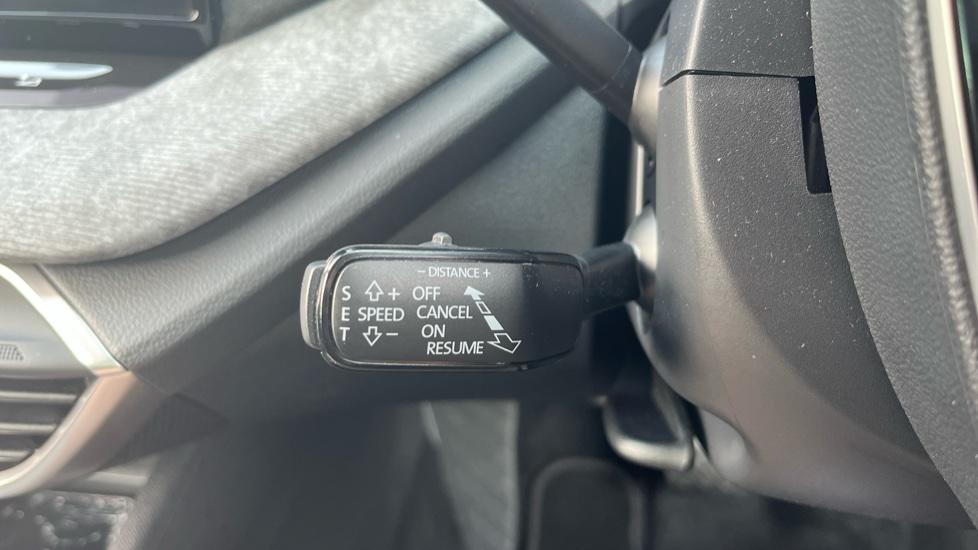 - DISTANCE +
S + OFF
E SPEED CANCEL
T - ON
RESUME